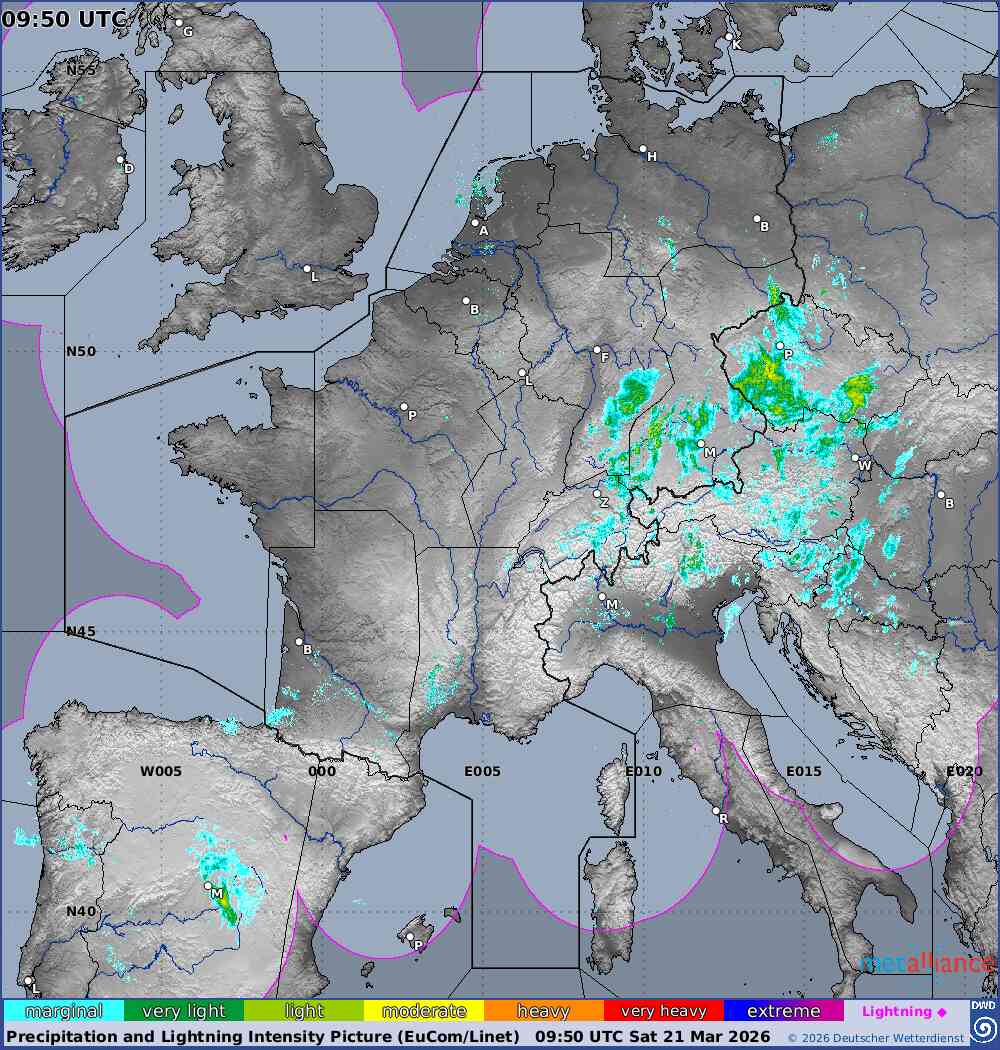 09:50 UTC
G
K
N55
H
D
A
B
L
B
N50
F
P
L
P
M
W
Z
B
M
N45
B
W005
000
E005
E010
E015
E020
R
M
N40
P
L
metalliance
marginal
very light
light
moderate
heavy
very heavy
extreme
Lightning ◆
DWD
Precipitation and Lightning Intensity Picture (EuCom/Linet) 09:50 UTC Sat 21 Mar 2026
© 2026 Deutscher Wetterdienst